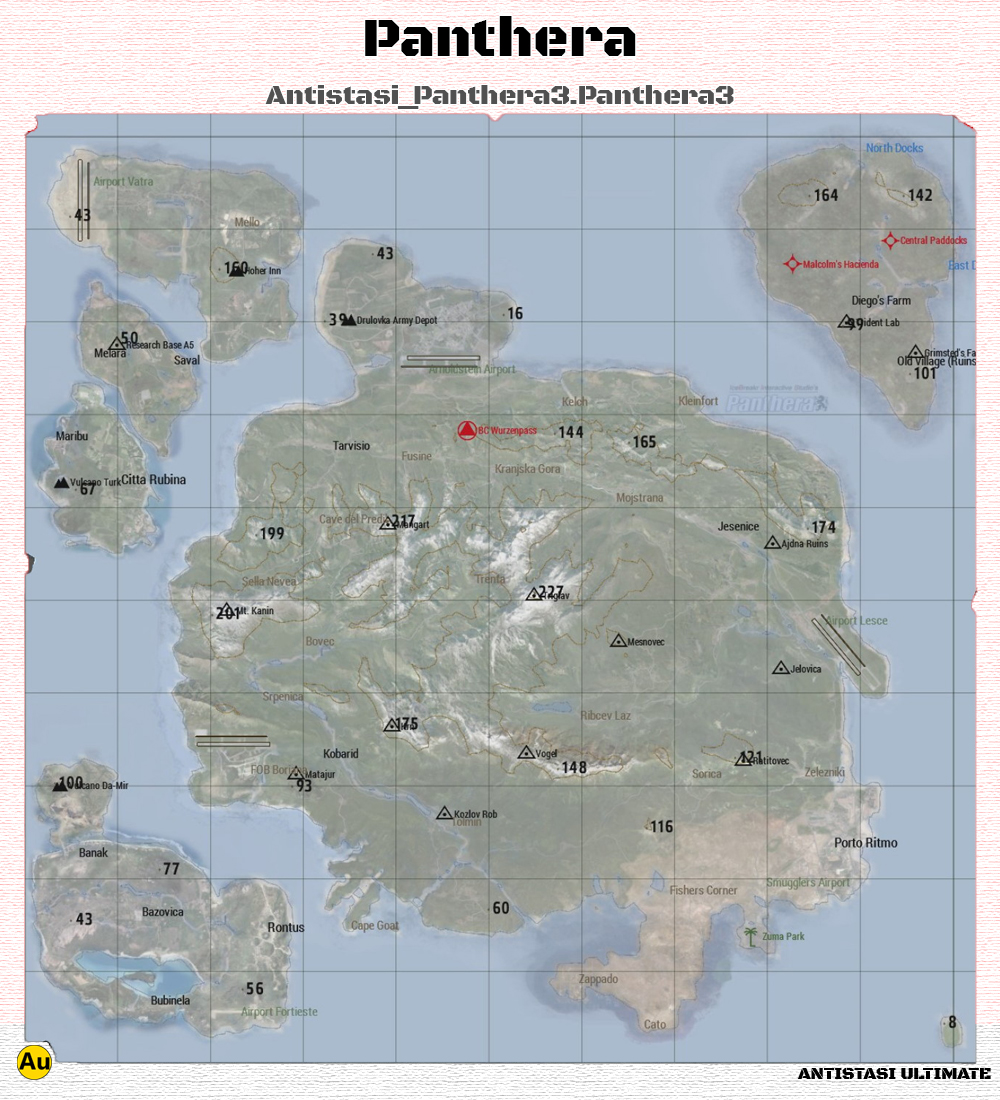 Panthera
Antistasi_Panthera3.Panthera3
North Docks
Airport Vatra
164
142
43
Mello
Central Paddocks
43
Malcolm's Hacienda
East D
160
Hoher Inn
Diego's Farm
16
39
Drulovka Army Depot
99
50
Research Base A5
Melara
Saval
Grimsted's Fa
Old Village (Ruins
Arnoldstein Airport
101
Panthera
Kelch
Kleinfort
BC Wurzenpass
144
165
Maribu
Tarvisio
Fusine
Kranjska Gora
Vulcano Turk
67
Citta Rubina
Mojstrana
199
Cave del Predi
217
Mangart
Jesenice
174
Ajdna Ruins
Sella Nevea
Trenta
227
Triglav
201
Mt. Kanin
Airport Lesce
Bovec
Mesnovec
Jelovica
Srpenica
Ribcev Laz
175
Kobarid
Vogel
148
121
Ratitovec
FOB Borjana
Matajur
93
Sorica
Zelezniki
100
Vulcano Da-Mir
Kozlov Rob
Tolmin
116
Porto Ritmo
Banak
77
Smugglers Airport
Fishers Corner
43
Bazovica
60
Rontus
Cape Goat
Zuma Park
Zappado
56
Bubinela
Airport Fortieste
Cato
8
Au
ANTISTASI ULTIMATE